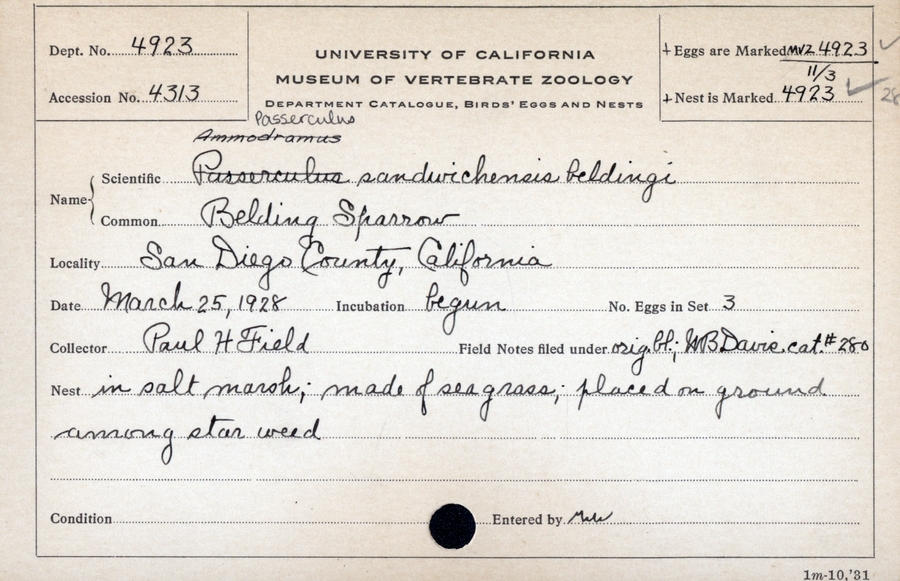 Dept. No. 4923
Accession No. 4313
UNIVERSITY OF CALIFORNIA
MUSEUM OF VERTEBRATE ZOOLOGY
DEPARTMENT CATALOGUE, BIRDS' EGGS AND NESTS
+ Eggs are Marked MVZ 4923
11/3
+ Nest is Marked 4923
28
Passerculus
Ammodramus
Name { Scientific Passerculus sandwichensis beldingi
Common Belding Sparrow
Locality San Diego County, California
Date March 25, 1928 Incubation begun No. Eggs in Set 3
Collector Paul H Field Field Notes filed under orig. bl.; WB Davis cat. # 280
Nest in salt marsh; made of sea grass; placed on ground
among star weed
Condition Entered by
1m-10,'31